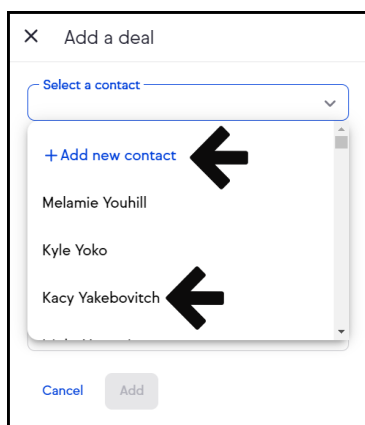 Add a deal
Select a contact
+ Add new contact
Melamie Youhill
Kyle Yoko
Kacy Yakebovitch
Cancel
Add